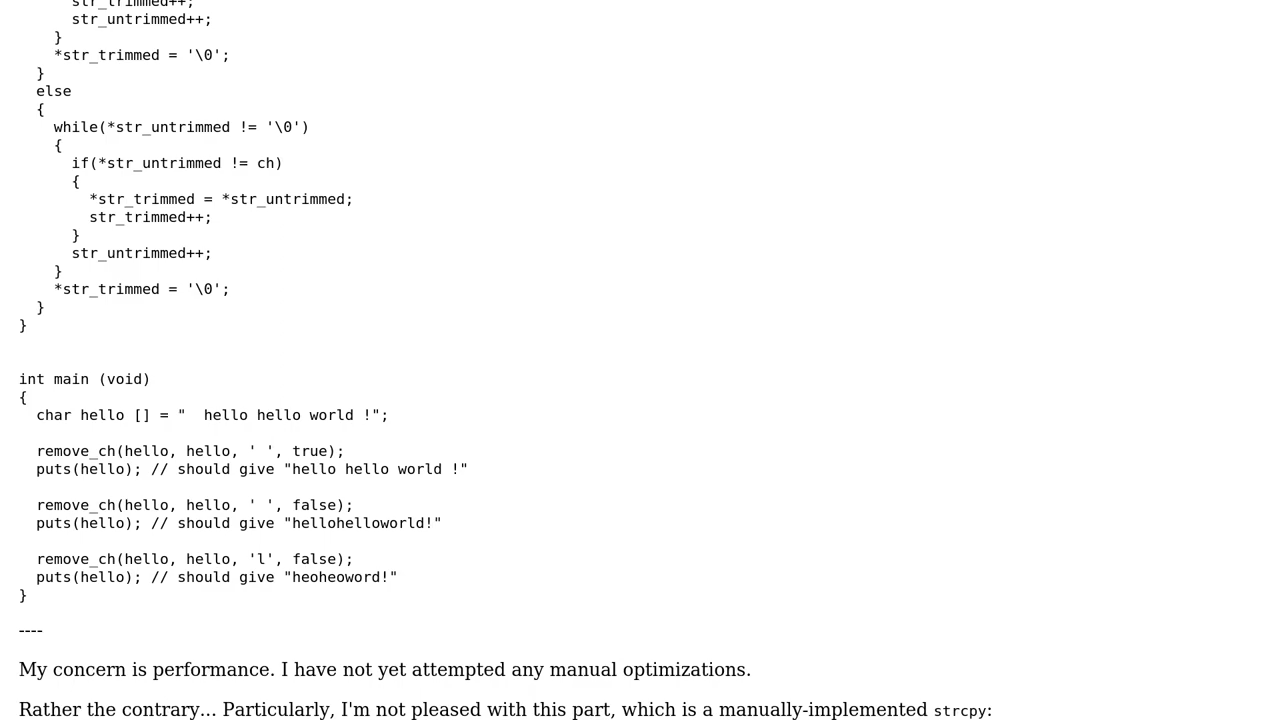 str_trimmed++;
      str_untrimmed++;
    }
    *str_trimmed = '\0';
  }
  else
  {
    while(*str_untrimmed != '\0')
    {
      if(*str_untrimmed != ch)
      {
        *str_trimmed = *str_untrimmed;
        str_trimmed++;
      }
      str_untrimmed++;
    }
    *str_trimmed = '\0';
  }
}

int main (void)
{
  char hello [] = "  hello hello world !";

  remove_ch(hello, hello, ' ', true);
  puts(hello); // should give "hello hello world !"

  remove_ch(hello, hello, ' ', false);
  puts(hello); // should give "hellohelloworld!"

  remove_ch(hello, hello, 'l', false);
  puts(hello); // should give "heoheoword!"
}
----
My concern is performance. I have not yet attempted any manual optimizations.
Rather the contrary... Particularly, I'm not pleased with this part, which is a manually-implemented strcpy: